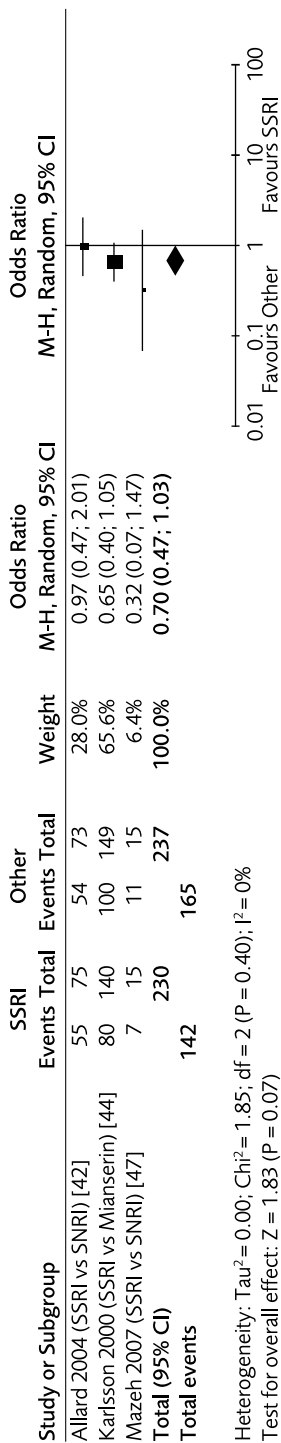 SSRI Other Odds Ratio Odds Ratio
Study or Subgroup Events Total Events Total Weight M-H, Random, 95% CI M-H, Random, 95% CI
Allard 2004 (SSRI vs SNRI) [42] 55 75 54 73 28.0% 0.97 (0.47; 2.01)
Karlsson 2000 (SSRI vs Mianserin) [44] 80 140 100 149 65.6% 0.65 (0.40; 1.05)
Mazeh 2007 (SSRI vs SNRI) [47] 7 15 11 15 6.4% 0.32 (0.07; 1.47)
Total (95% CI) 230 237 100.0% 0.70 (0.47; 1.03)
Total events 142 165
Heterogeneity: Tau² = 0.00; Chi² = 1.85; df = 2 (P = 0.40); I² = 0%
Test for overall effect: Z = 1.83 (P = 0.07)
0.01 0.1 1 10 100
Favours Other Favours SSRI